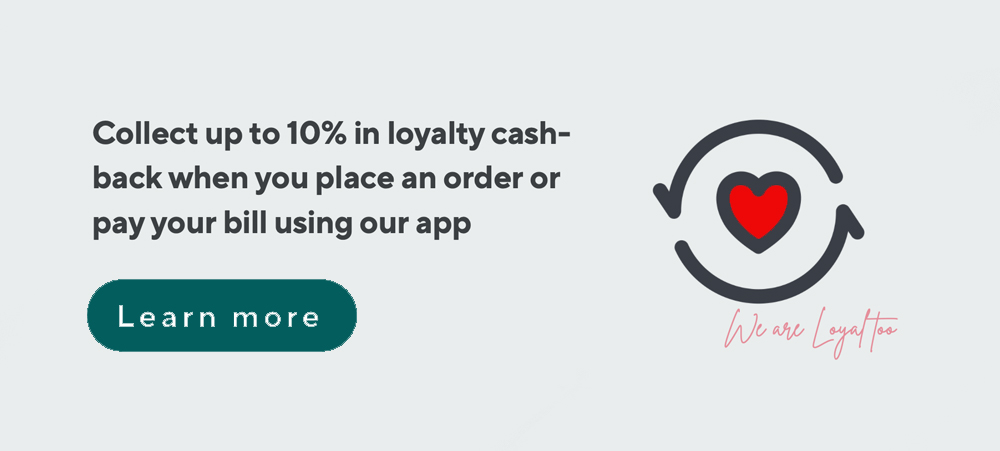 Collect up to 10% in loyalty cash-
back when you place an order or
pay your bill using our app
Learn more
We are Loyal too